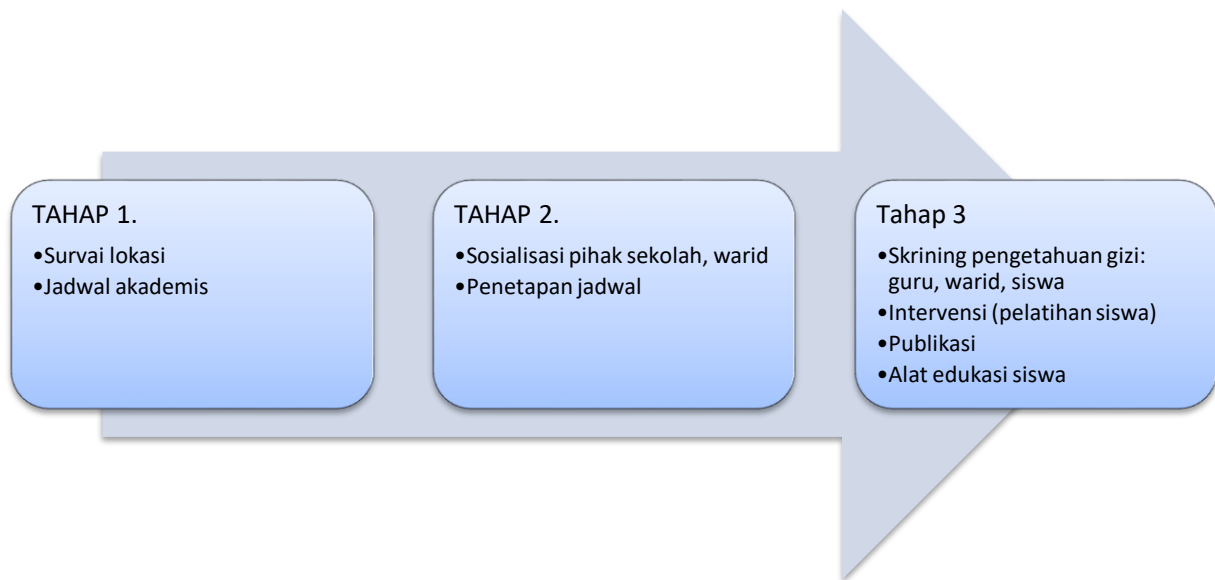 TAHAP 1.
•Survai lokasi
•Jadwal akademis
TAHAP 2.
•Sosialisasi pihak sekolah, warid
•Penetapan jadwal
Tahap 3
•Skrining pengetahuan gizi:
guru, warid, siswa
•Intervensi (pelatihan siswa)
•Publikasi
•Alat edukasi siswa